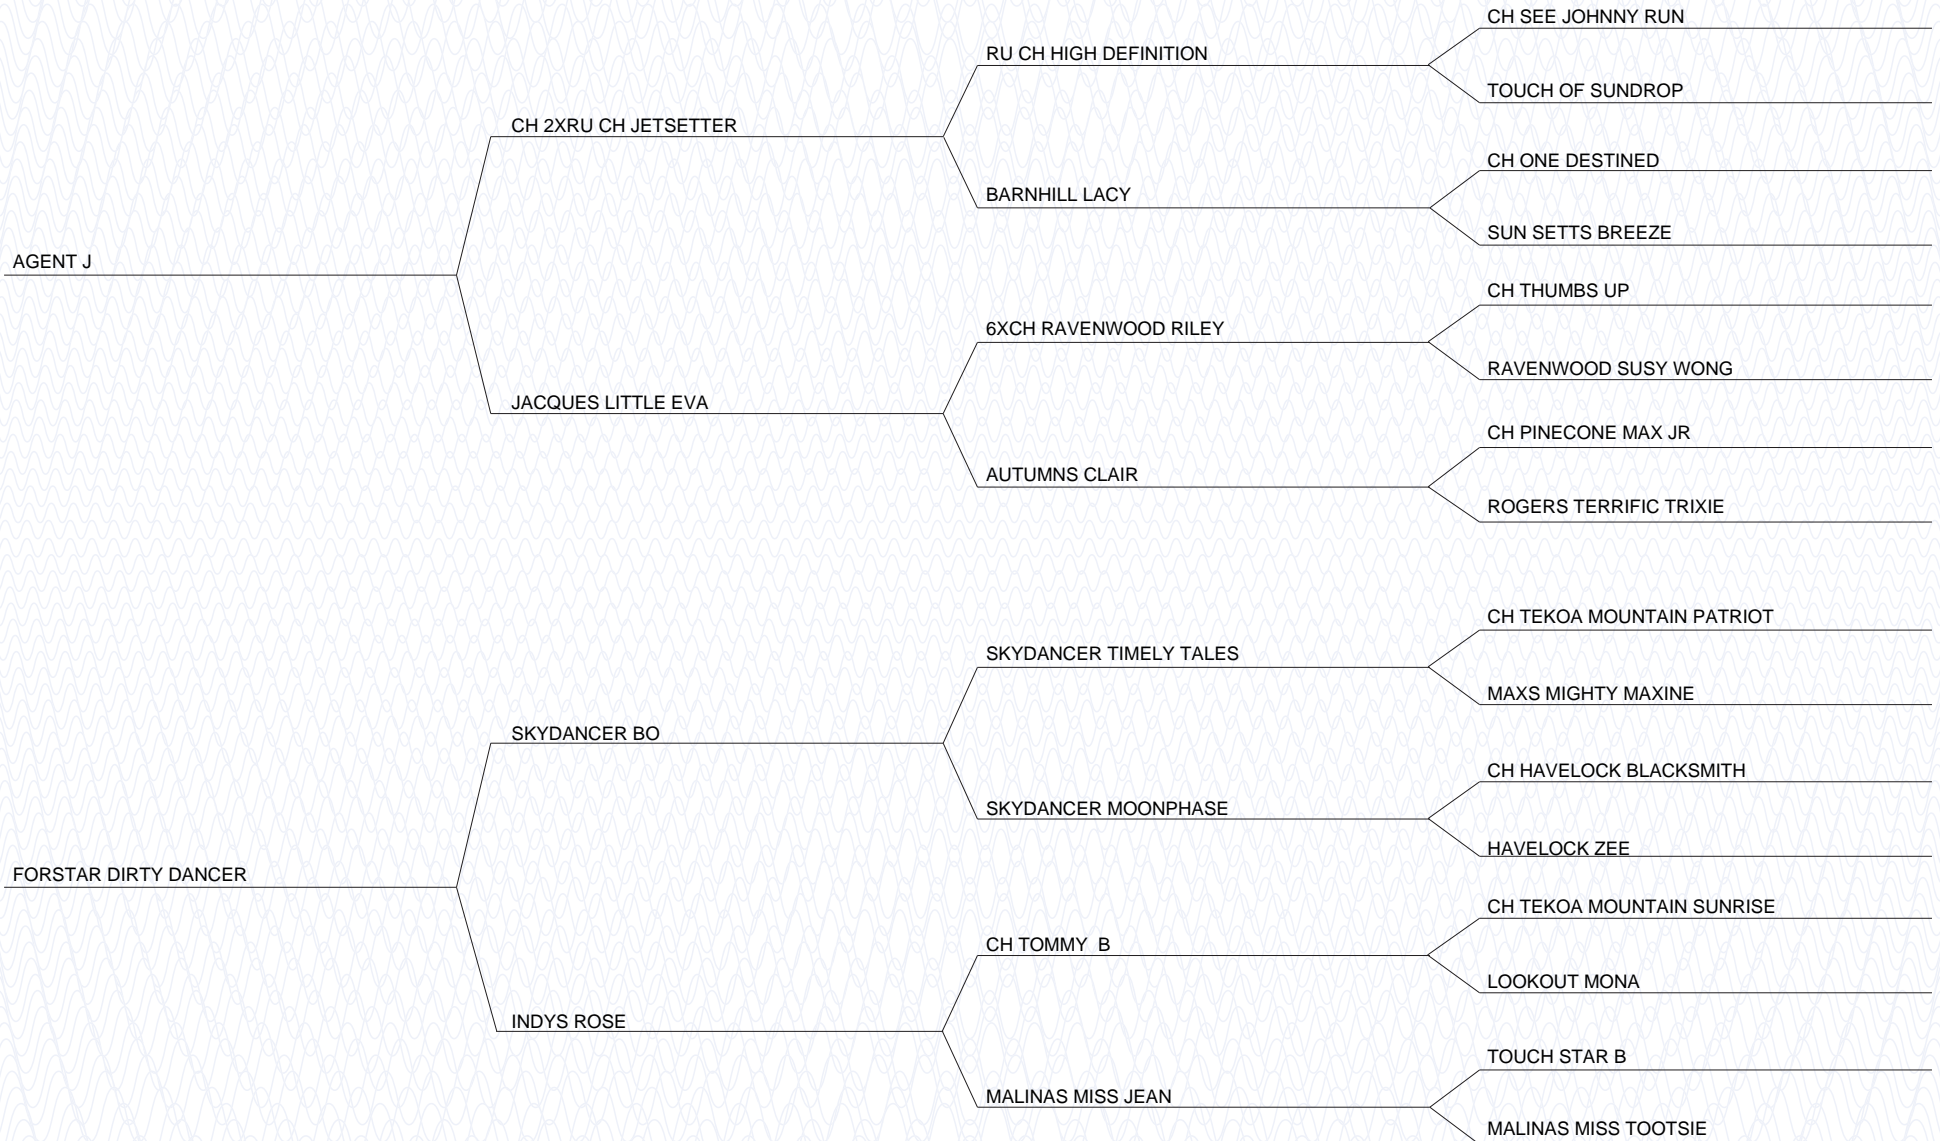 CH SEE JOHNNY RUN
RU CH HIGH DEFINITION
TOUCH OF SUNDROP
CH 2XRU CH JETSETTER
CH ONE DESTINED
BARNHILL LACY
SUN SETTS BREEZE
AGENT J
CH THUMBS UP
6XCH RAVENWOOD RILEY
RAVENWOOD SUSY WONG
JACQUES LITTLE EVA
CH PINECONE MAX JR
AUTUMNS CLAIR
ROGERS TERRIFIC TRIXIE
CH TEKOA MOUNTAIN PATRIOT
SKYDANCER TIMELY TALES
MAXS MIGHTY MAXINE
SKYDANCER BO
CH HAVELOCK BLACKSMITH
SKYDANCER MOONPHASE
HAVELOCK ZEE
FORSTAR DIRTY DANCER
CH TEKOA MOUNTAIN SUNRISE
CH TOMMY  B
LOOKOUT MONA
INDYS ROSE
TOUCH STAR B
MALINAS MISS JEAN
MALINAS MISS TOOTSIE